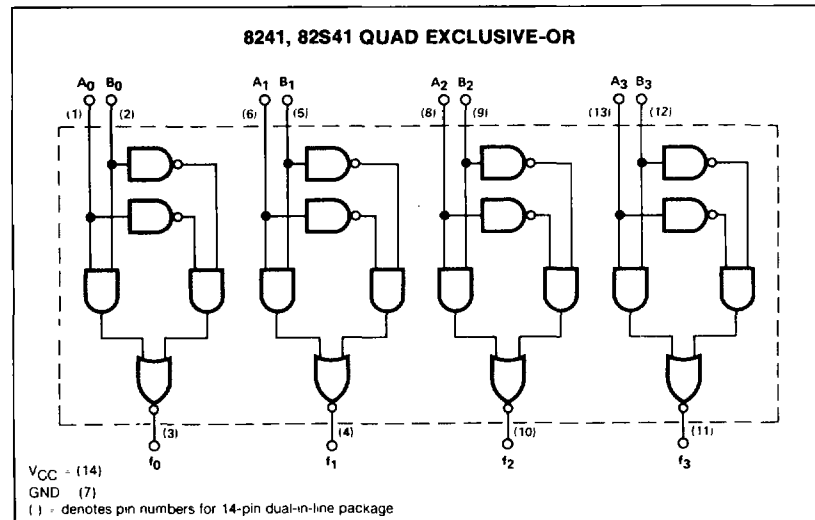 8241, 82S41 QUAD EXCLUSIVE-OR
A0 B0 A1 B1 A2 B2 A3 B3
(1) (2) (6) (5) (8) (9) (13) (12)
(3) (4) (10) (11)
f0 f1 f2 f3
VCC = (14)
GND (7)
( ) = denotes pin numbers for 14-pin dual-in-line package